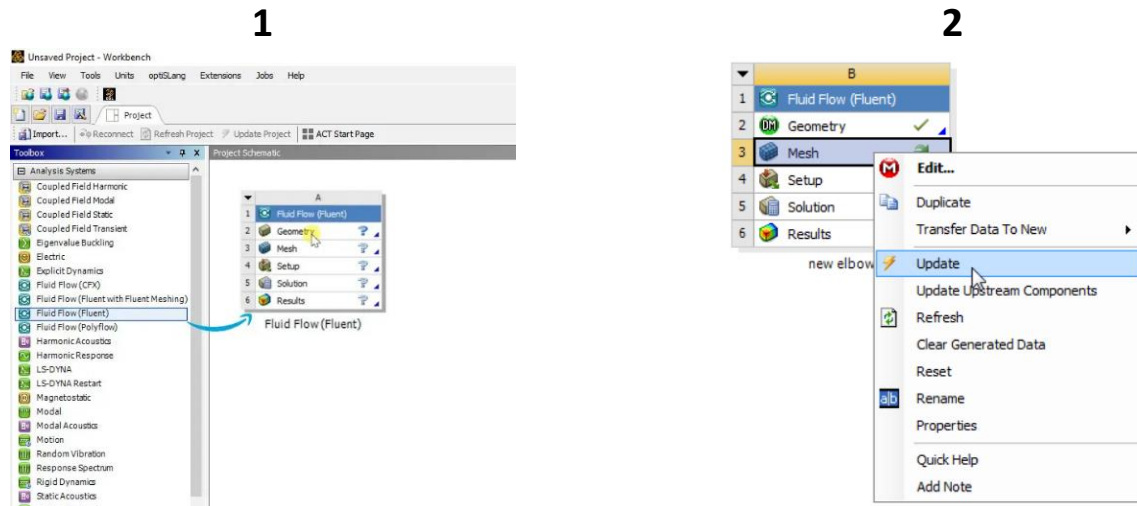 1
2
Unsaved Project - Workbench
File View Tools Units optiSLang Extensions Jobs Help
Project
Import... Reconnect Refresh Project Update Project ACT Start Page
Toolbox
Project Schematic
Analysis Systems
Coupled Field Harmonic
Coupled Field Modal
Coupled Field Static
Coupled Field Transient
Eigenvalue Buckling
Electric
Explicit Dynamics
Fluid Flow (CFX)
Fluid Flow (Fluent with Fluent Meshing)
Fluid Flow (Fluent)
Fluid Flow (Polyflow)
Harmonic Acoustics
Harmonic Response
LS-DYNA
LS-DYNA Restart
Magnetostatic
Modal
Modal Acoustics
Motion
Random Vibration
Response Spectrum
Rigid Dynamics
Static Acoustics
A
1 Fluid Flow (Fluent)
2 Geometry ?
3 Mesh ?
4 Setup ?
5 Solution ?
6 Results ?
Fluid Flow (Fluent)
B
1 Fluid Flow (Fluent)
2 DM Geometry
3 Mesh
4 Setup
5 Solution
6 Results
new elbow
Edit...
Duplicate
Transfer Data To New
Update
Update Upstream Components
Refresh
Clear Generated Data
Reset
a|b Rename
Properties
Quick Help
Add Note